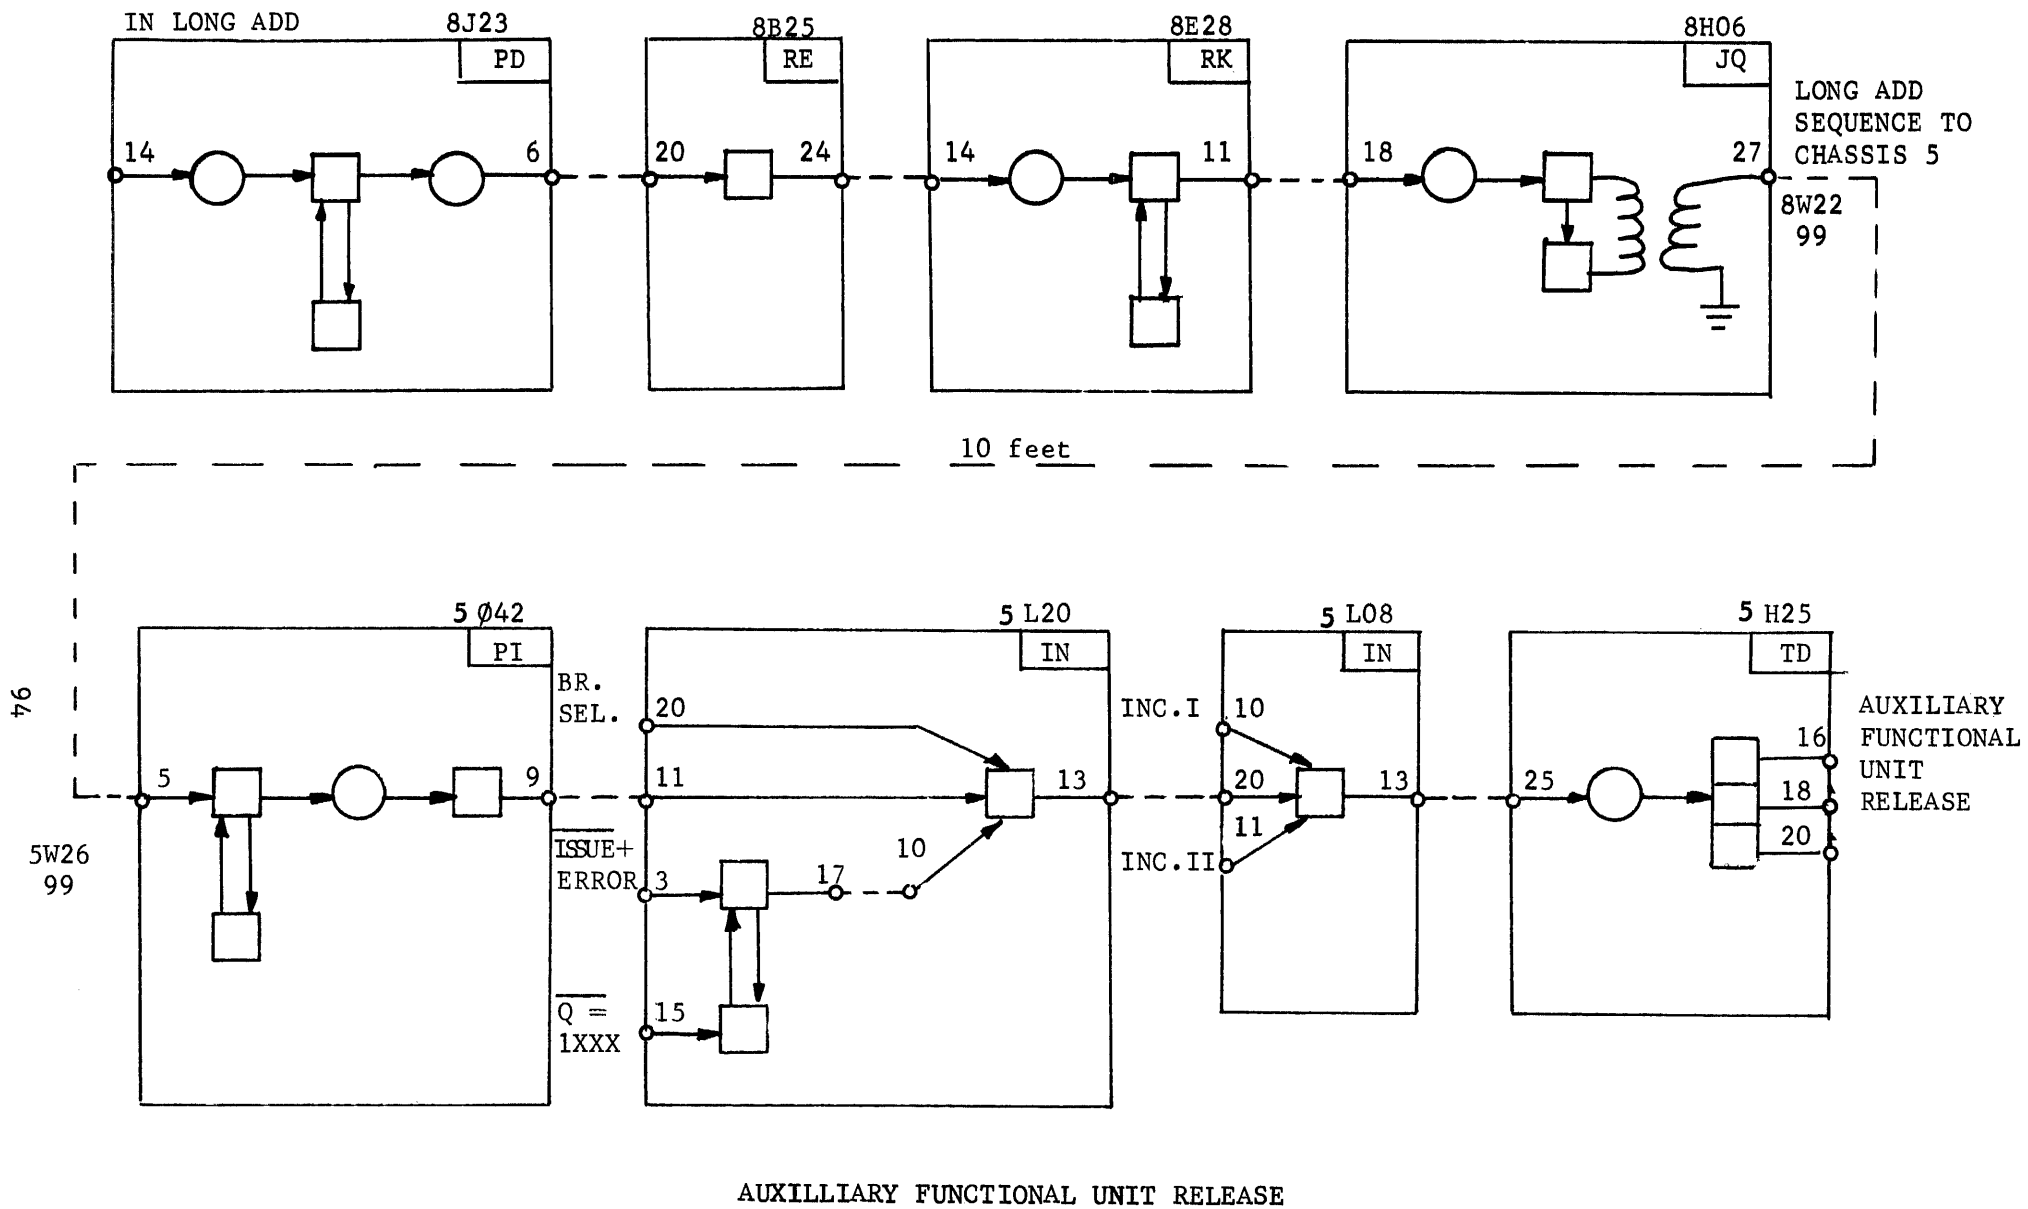 IN LONG ADD
8J23
PD
14
6
8B25
RE
20
24
8E28
RK
14
11
8H06
JQ
18
27
LONG ADD
SEQUENCE TO
CHASSIS 5
8W22
99
10 feet
94
5W26
99
5 Ø42
PI
5
9
BR.
SEL.
ISSUE+
ERROR
Q =
1XXX
5 L20
IN
20
11
3
17
10
15
13
INC.I
INC.II
5 L08
IN
10
20
11
13
5 H25
TD
25
16
18
20
AUXILIARY
FUNCTIONAL
UNIT
RELEASE
AUXILLIARY FUNCTIONAL UNIT RELEASE